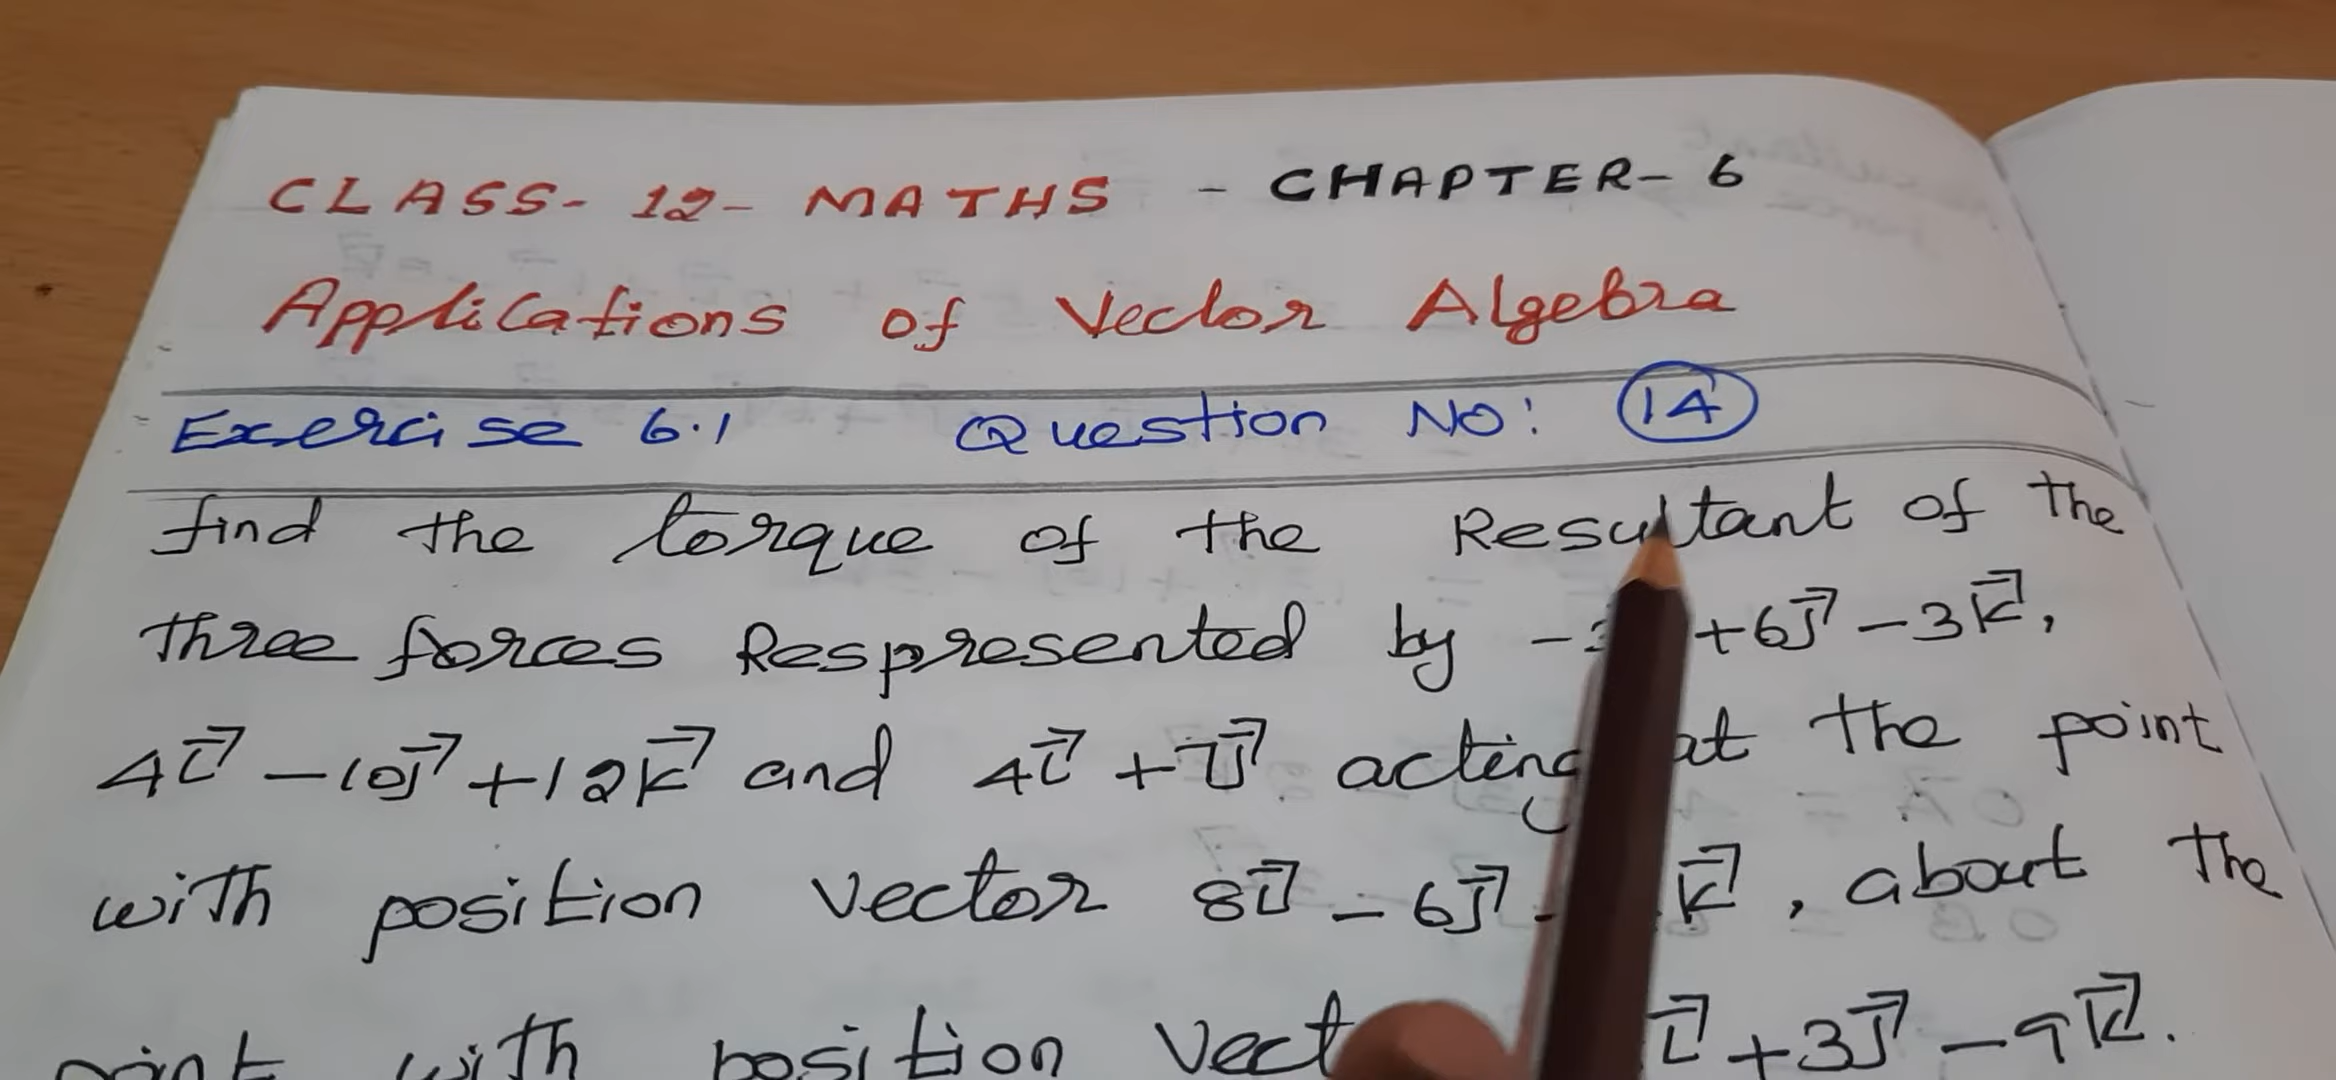 CLASS- 12 - MATHS - CHAPTER- 6
Applications of Vector Algebra
Exercise 6.1 Question NO: 14
find the torque of the Resultant of the
three forces Respresented by - +6j⃗ -3k⃗,
4i⃗ -10j⃗ +12k⃗ and 4i⃗ +7j⃗ acting at the point
with position vector 8i⃗ - 6j⃗ - k⃗, about the
point with position vect i⃗ +3j⃗ -9k⃗.